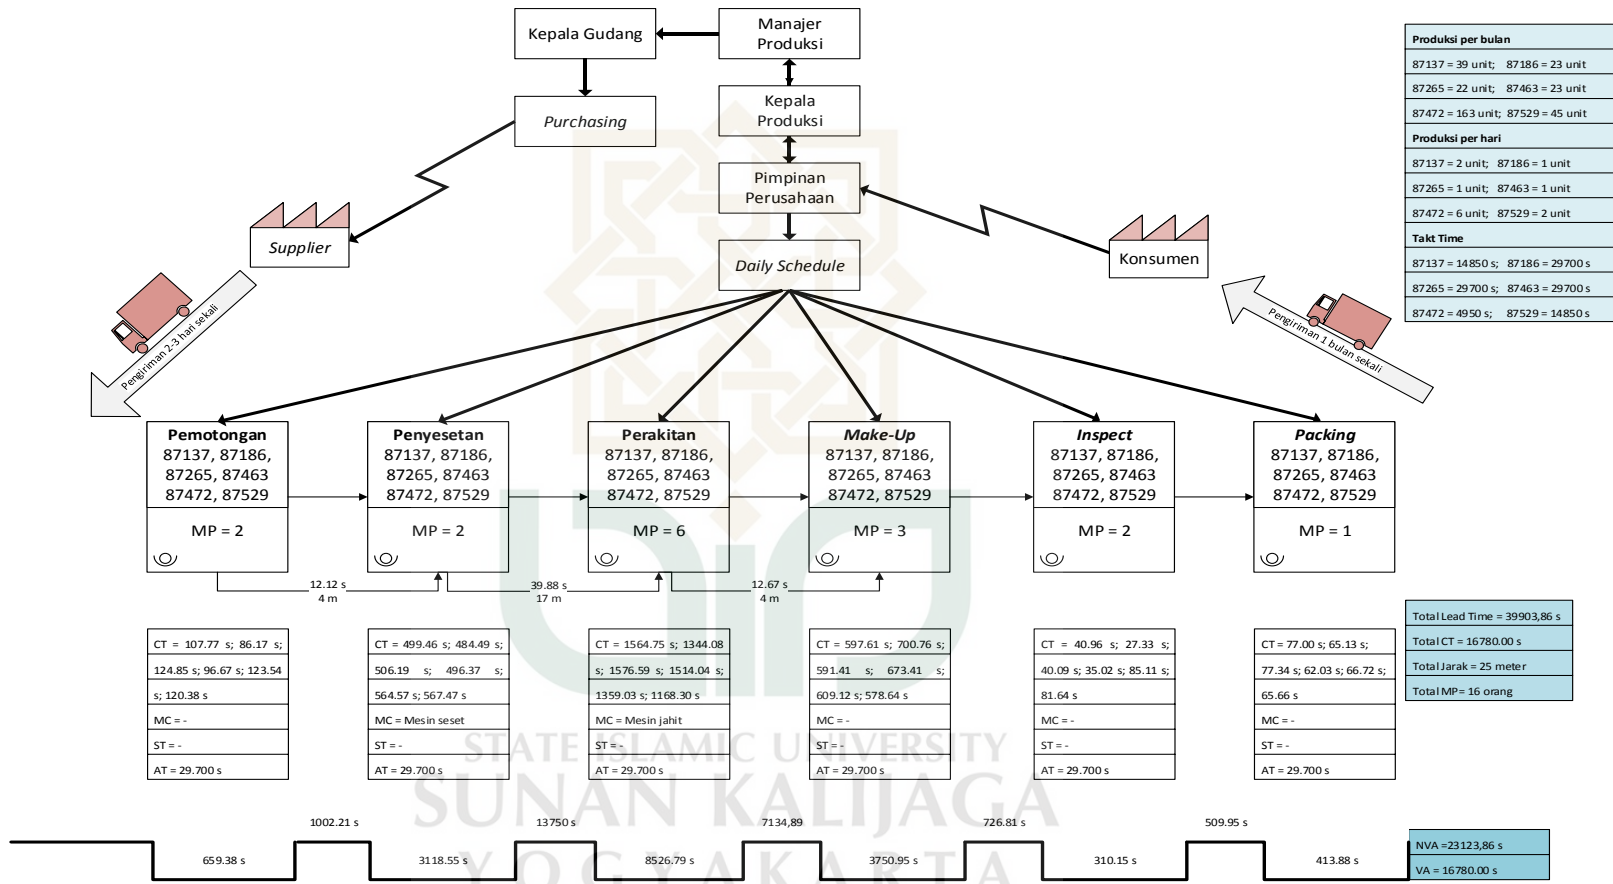 Kepala Gudang
Manajer
Produksi
Purchasing
Kepala
Produksi
Pimpinan
Perusahaan
Daily Schedule
Supplier
Konsumen
Pengiriman 2-3 hari sekali
Pengiriman 1 bulan sekali
Produksi per bulan
87137 = 39 unit; 87186 = 23 unit
87265 = 22 unit; 87463 = 23 unit
87472 = 163 unit; 87529 = 45 unit
Produksi per hari
87137 = 2 unit; 87186 = 1 unit
87265 = 1 unit; 87463 = 1 unit
87472 = 6 unit; 87529 = 2 unit
Takt Time
87137 = 14850 s; 87186 = 29700 s
87265 = 29700 s; 87463 = 29700 s
87472 = 4950 s; 87529 = 14850 s
Pemotongan
87137, 87186,
87265, 87463
87472, 87529
MP = 2
Penyesetan
87137, 87186,
87265, 87463
87472, 87529
MP = 2
Perakitan
87137, 87186,
87265, 87463
87472, 87529
MP = 6
Make-Up
87137, 87186,
87265, 87463
87472, 87529
MP = 3
Inspect
87137, 87186,
87265, 87463
87472, 87529
MP = 2
Packing
87137, 87186,
87265, 87463
87472, 87529
MP = 1
12.12 s
4 m
39.88 s
17 m
12.67 s
4 m
CT = 107.77 s; 86.17 s;
124.85 s; 96.67 s; 123.54
s; 120.38 s
MC = -
ST = -
AT = 29.700 s
CT = 499.46 s; 484.49 s;
506.19 s; 496.37 s;
564.57 s; 567.47 s
MC = Mesin seset
ST = -
AT = 29.700 s
CT = 1564.75 s; 1344.08
s; 1576.59 s; 1514.04 s;
1359.03 s; 1168.30 s
MC = Mesin jahit
ST = -
AT = 29.700 s
CT = 597.61 s; 700.76 s;
591.41 s; 673.41 s;
609.12 s; 578.64 s
MC = -
ST = -
AT = 29.700 s
CT = 40.96 s; 27.33 s;
40.09 s; 35.02 s; 85.11 s;
81.64 s
MC = -
ST = -
AT = 29.700 s
CT = 77.00 s; 65.13 s;
77.34 s; 62.03 s; 66.72 s;
65.66 s
MC = -
ST = -
AT = 29.700 s
Total Lead Time = 39903,86 s
Total CT = 16780.00 s
Total Jarak = 25 meter
Total MP= 16 orang
STATE ISLAMIC UNIVERSITY
SUNAN KALIJAGA
YOGYAKARTA
1002.21 s
13750 s
7134,89
726.81 s
509.95 s
659.38 s
3118.55 s
8526.79 s
3750.95 s
310.15 s
413.88 s
NVA =23123,86 s
VA = 16780.00 s